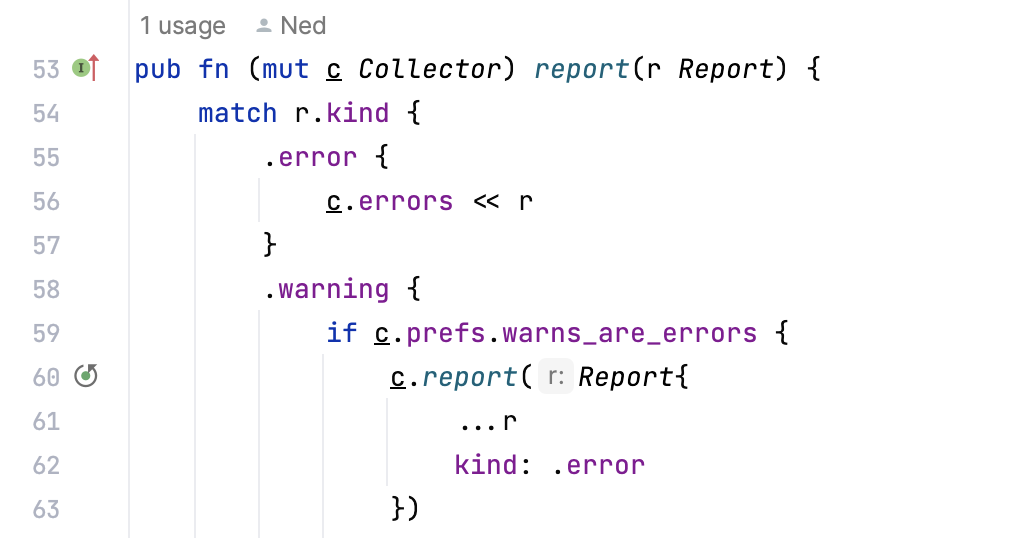 1 usage Ned
53 I pub fn (mut c Collector) report(r Report) {
54 match r.kind {
55 .error {
56 c.errors << r
57 }
58 .warning {
59 if c.prefs.warns_are_errors {
60 c.report( r: Report{
61 ...r
62 kind: .error
63 })